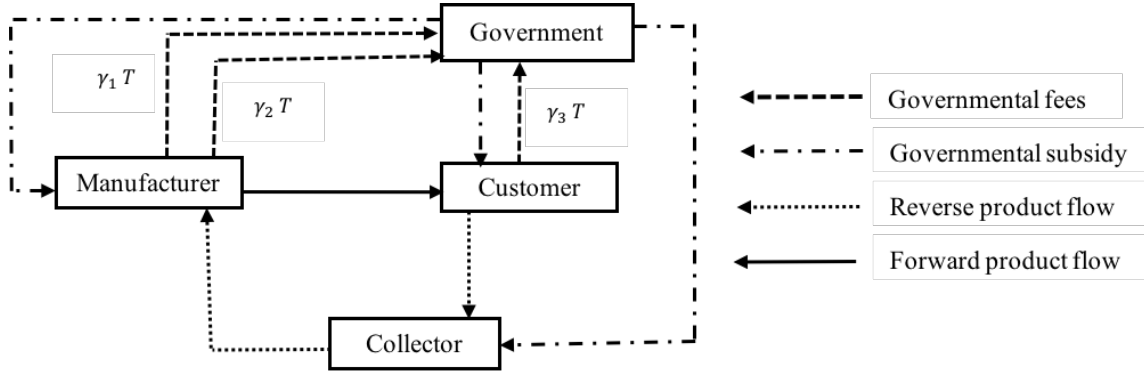 Government
γ₁ T
γ₂ T
γ₃ T
Manufacturer
Customer
Collector
Governmental fees
Governmental subsidy
Reverse product flow
Forward product flow